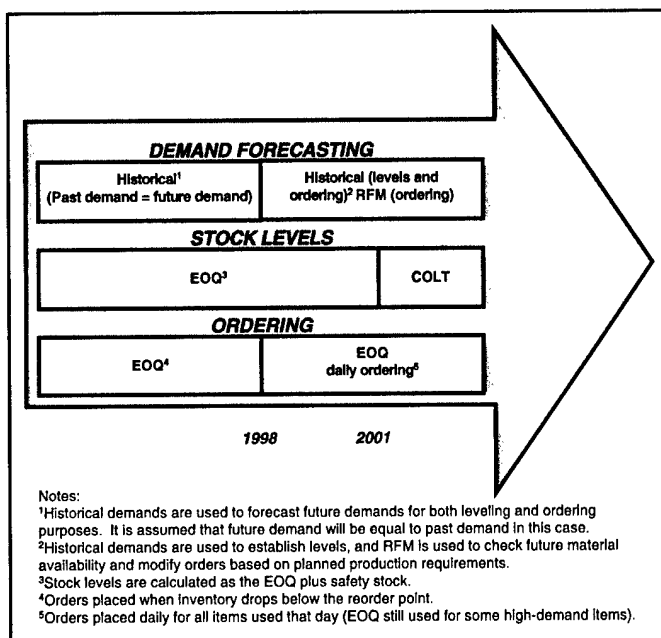 DEMAND FORECASTING
Historical¹
(Past demand = future demand)
Historical (levels and
ordering)² RFM (ordering)
STOCK LEVELS
EOQ³
COLT
ORDERING
EOQ⁴
EOQ
daily ordering⁵
1998
2001
Notes:
¹Historical demands are used to forecast future demands for both leveling and ordering
purposes. It is assumed that future demand will be equal to past demand in this case.
²Historical demands are used to establish levels, and RFM is used to check future material
availability and modify orders based on planned production requirements.
³Stock levels are calculated as the EOQ plus safety stock.
⁴Orders placed when inventory drops below the reorder point.
⁵Orders placed daily for all items used that day (EOQ still used for some high-demand items).